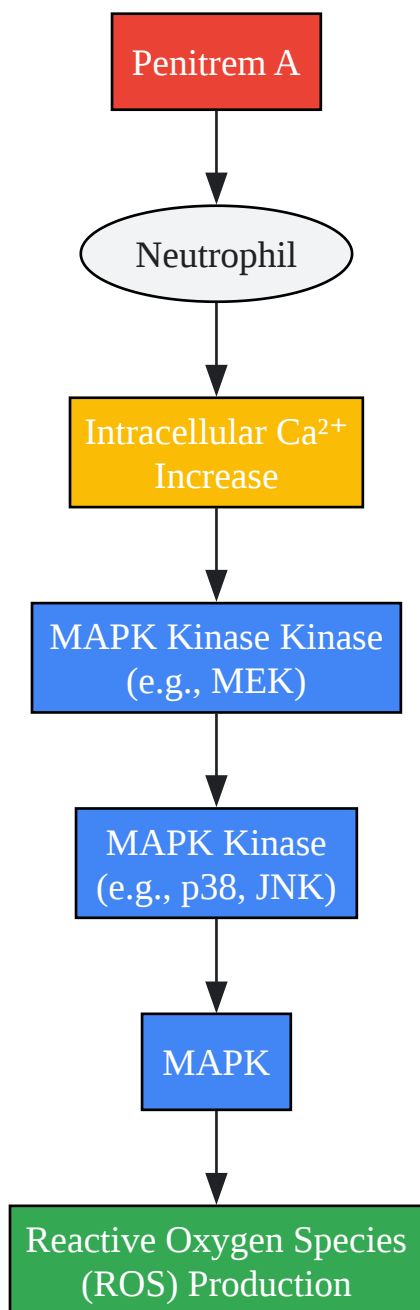 Penitrem A
Neutrophil
Intracellular Ca²⁺
Increase
MAPK Kinase Kinase
(e.g., MEK)
MAPK Kinase
(e.g., p38, JNK)
MAPK
Reactive Oxygen Species
(ROS) Production